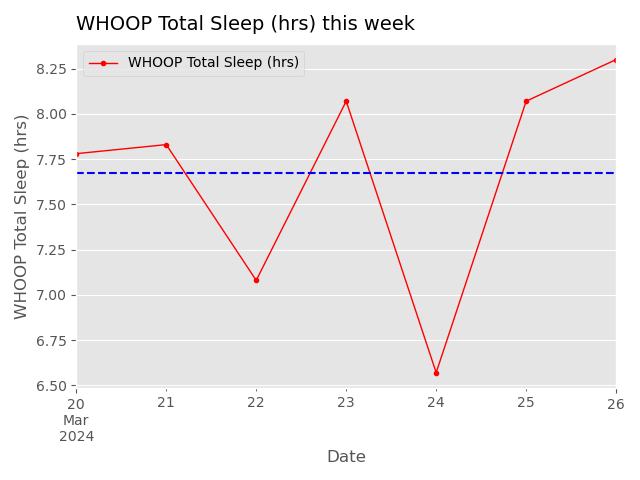 WHOOP Total Sleep (hrs) this week
WHOOP Total Sleep (hrs)
WHOOP Total Sleep (hrs)
8.25
8.00
7.75
7.50
7.25
7.00
6.75
6.50
20 21 22 23 24 25 26
Mar
2024
Date